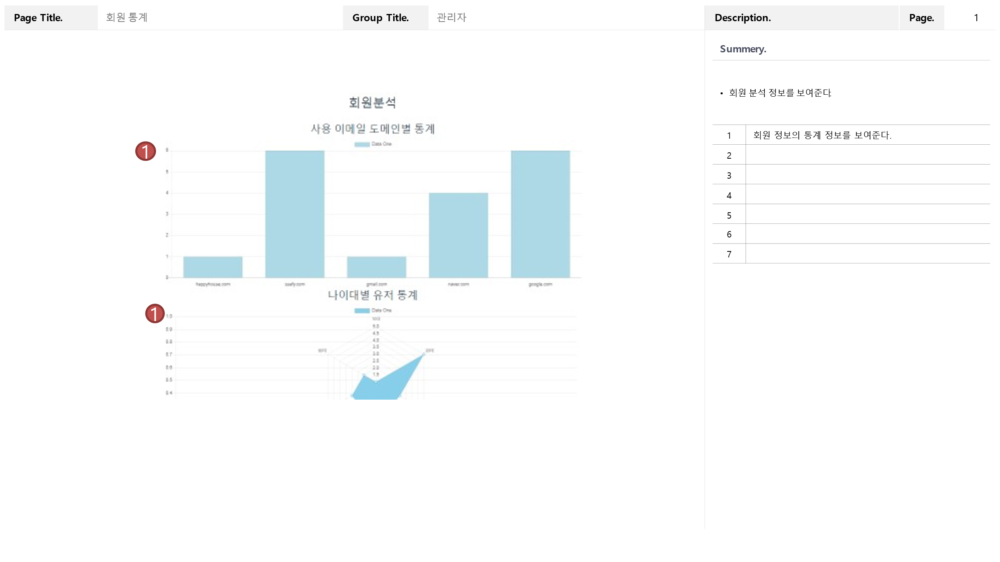 Page Title.
회원 통계
Group Title.
관리자
Description.
Page.
1
Summery.
• 회원 분석 정보를 보여준다.
1 회원 정보의 통계 정보를 보여준다.
2
3
4
5
6
7
회원분석
사용 이메일 도메인별 통계
Data One
1
6
5
4
3
2
1
0
happyhouse.com ssafy.com gmail.com naver.com google.com
나이대별 유저 통계
Data One
1
1.0
0.9
0.8
0.7
0.6
0.5
0.4
10대
5.0
4.5
4.0
3.5
3.0
2.5
2.0
1.5
60대
20대